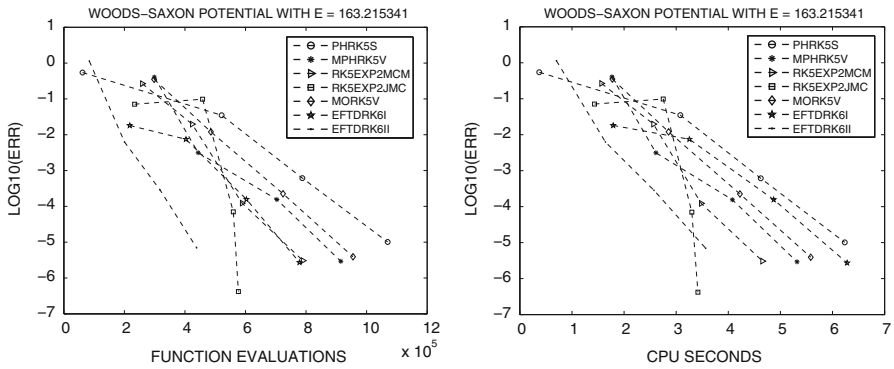 WOODS−SAXON POTENTIAL WITH E = 163.215341
1
0
−1
−2
−3
−4
−5
−6
−7
LOG10(ERR)
PHRK5S
MPHRK5V
RK5EXP2MCM
RK5EXP2JMC
MORK5V
EFTDRK6I
EFTDRK6II
0 2 4 6 8 10 12
x 10^5
FUNCTION EVALUATIONS
WOODS−SAXON POTENTIAL WITH E = 163.215341
1
0
−1
−2
−3
−4
−5
−6
−7
LOG10(ERR)
PHRK5S
MPHRK5V
RK5EXP2MCM
RK5EXP2JMC
MORK5V
EFTDRK6I
EFTDRK6II
0 1 2 3 4 5 6 7
CPU SECONDS